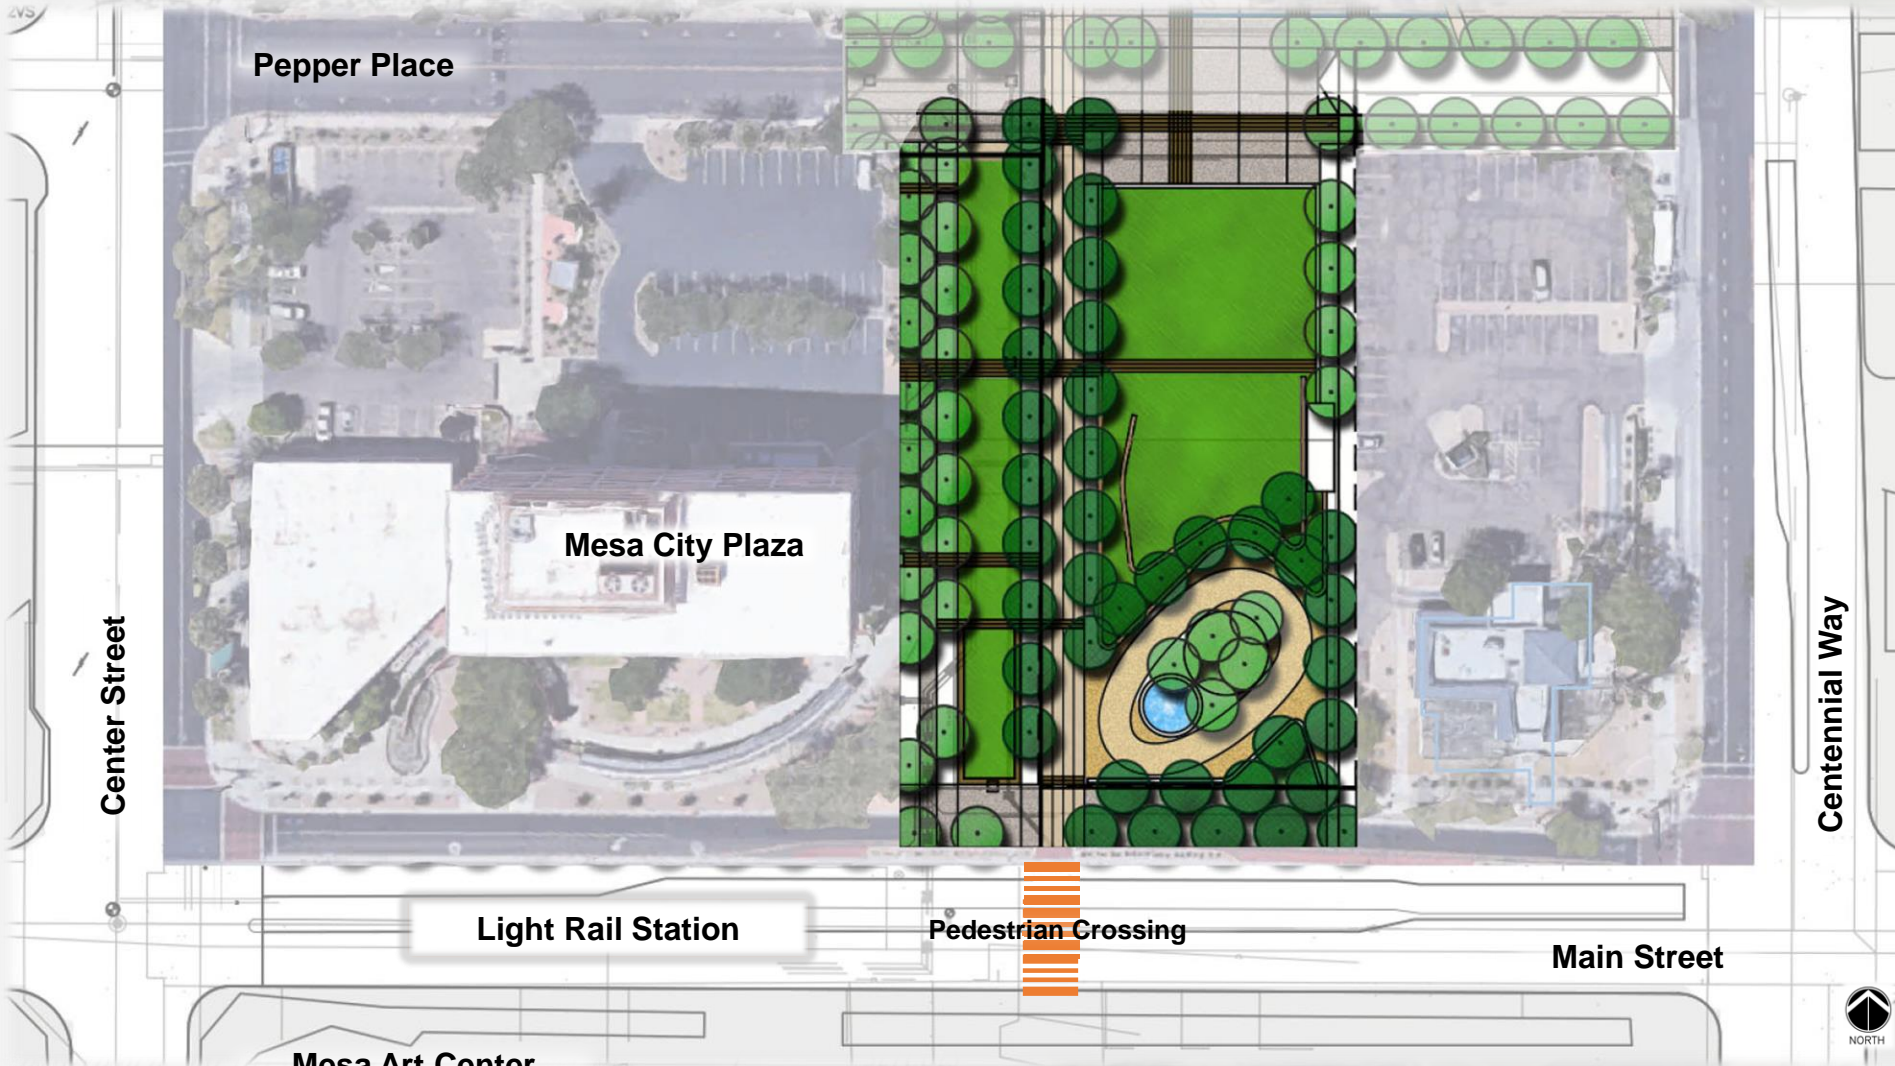 Pepper Place
Mesa City Plaza
Center Street
Centennial Way
Light Rail Station
Pedestrian Crossing
Main Street
NORTH
Mesa Art Center